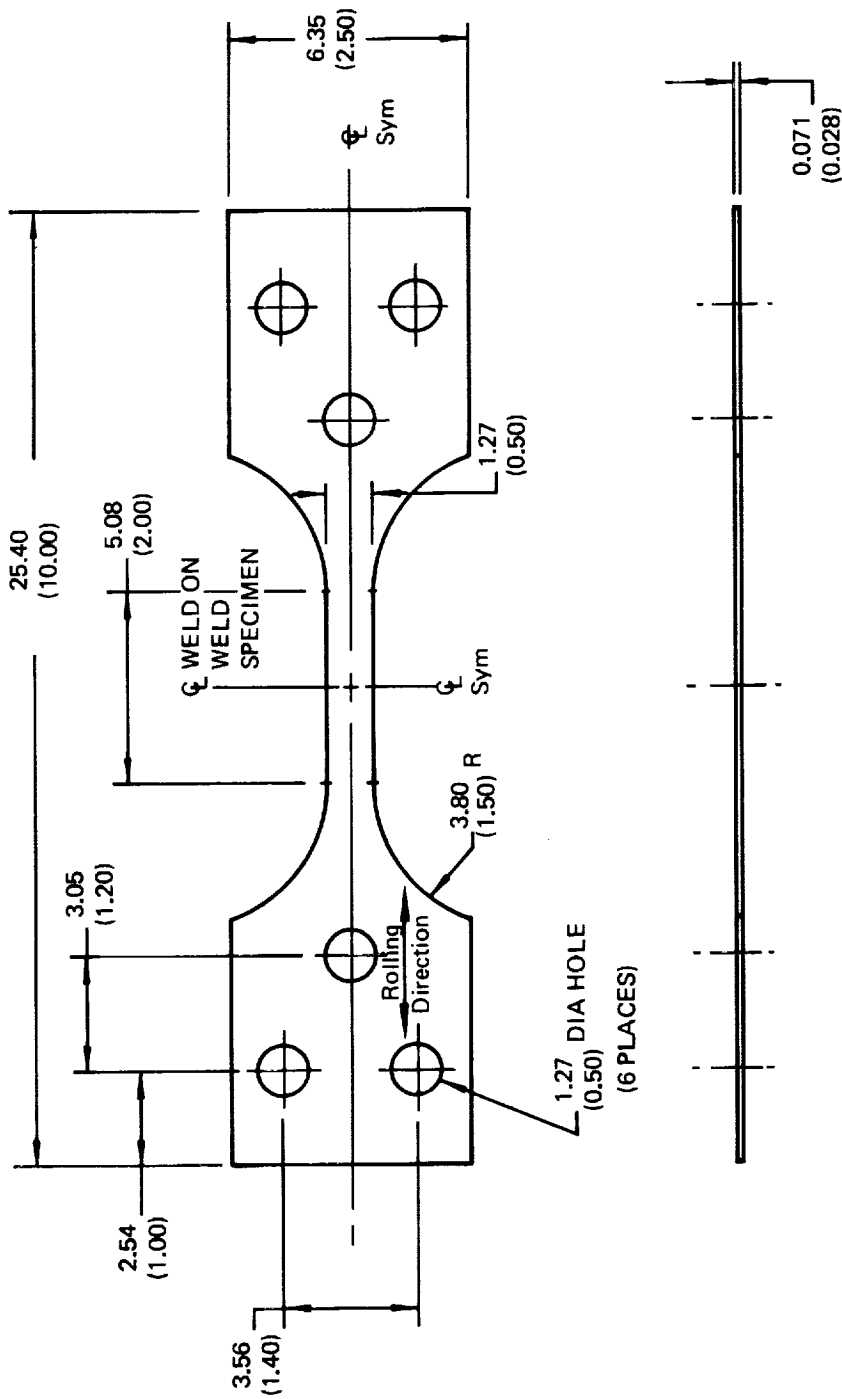 25.40
(10.00)
5.08
(2.00)
3.05
(1.20)
2.54
(1.00)
3.56
(1.40)
℄ WELD ON
WELD
SPECIMEN
6.35
(2.50)
℄
Sym
1.27
(0.50)
℄
Sym
3.80 R
(1.50)
Rolling
Direction
1.27 DIA HOLE
(0.50)
(6 PLACES)
0.071
(0.028)